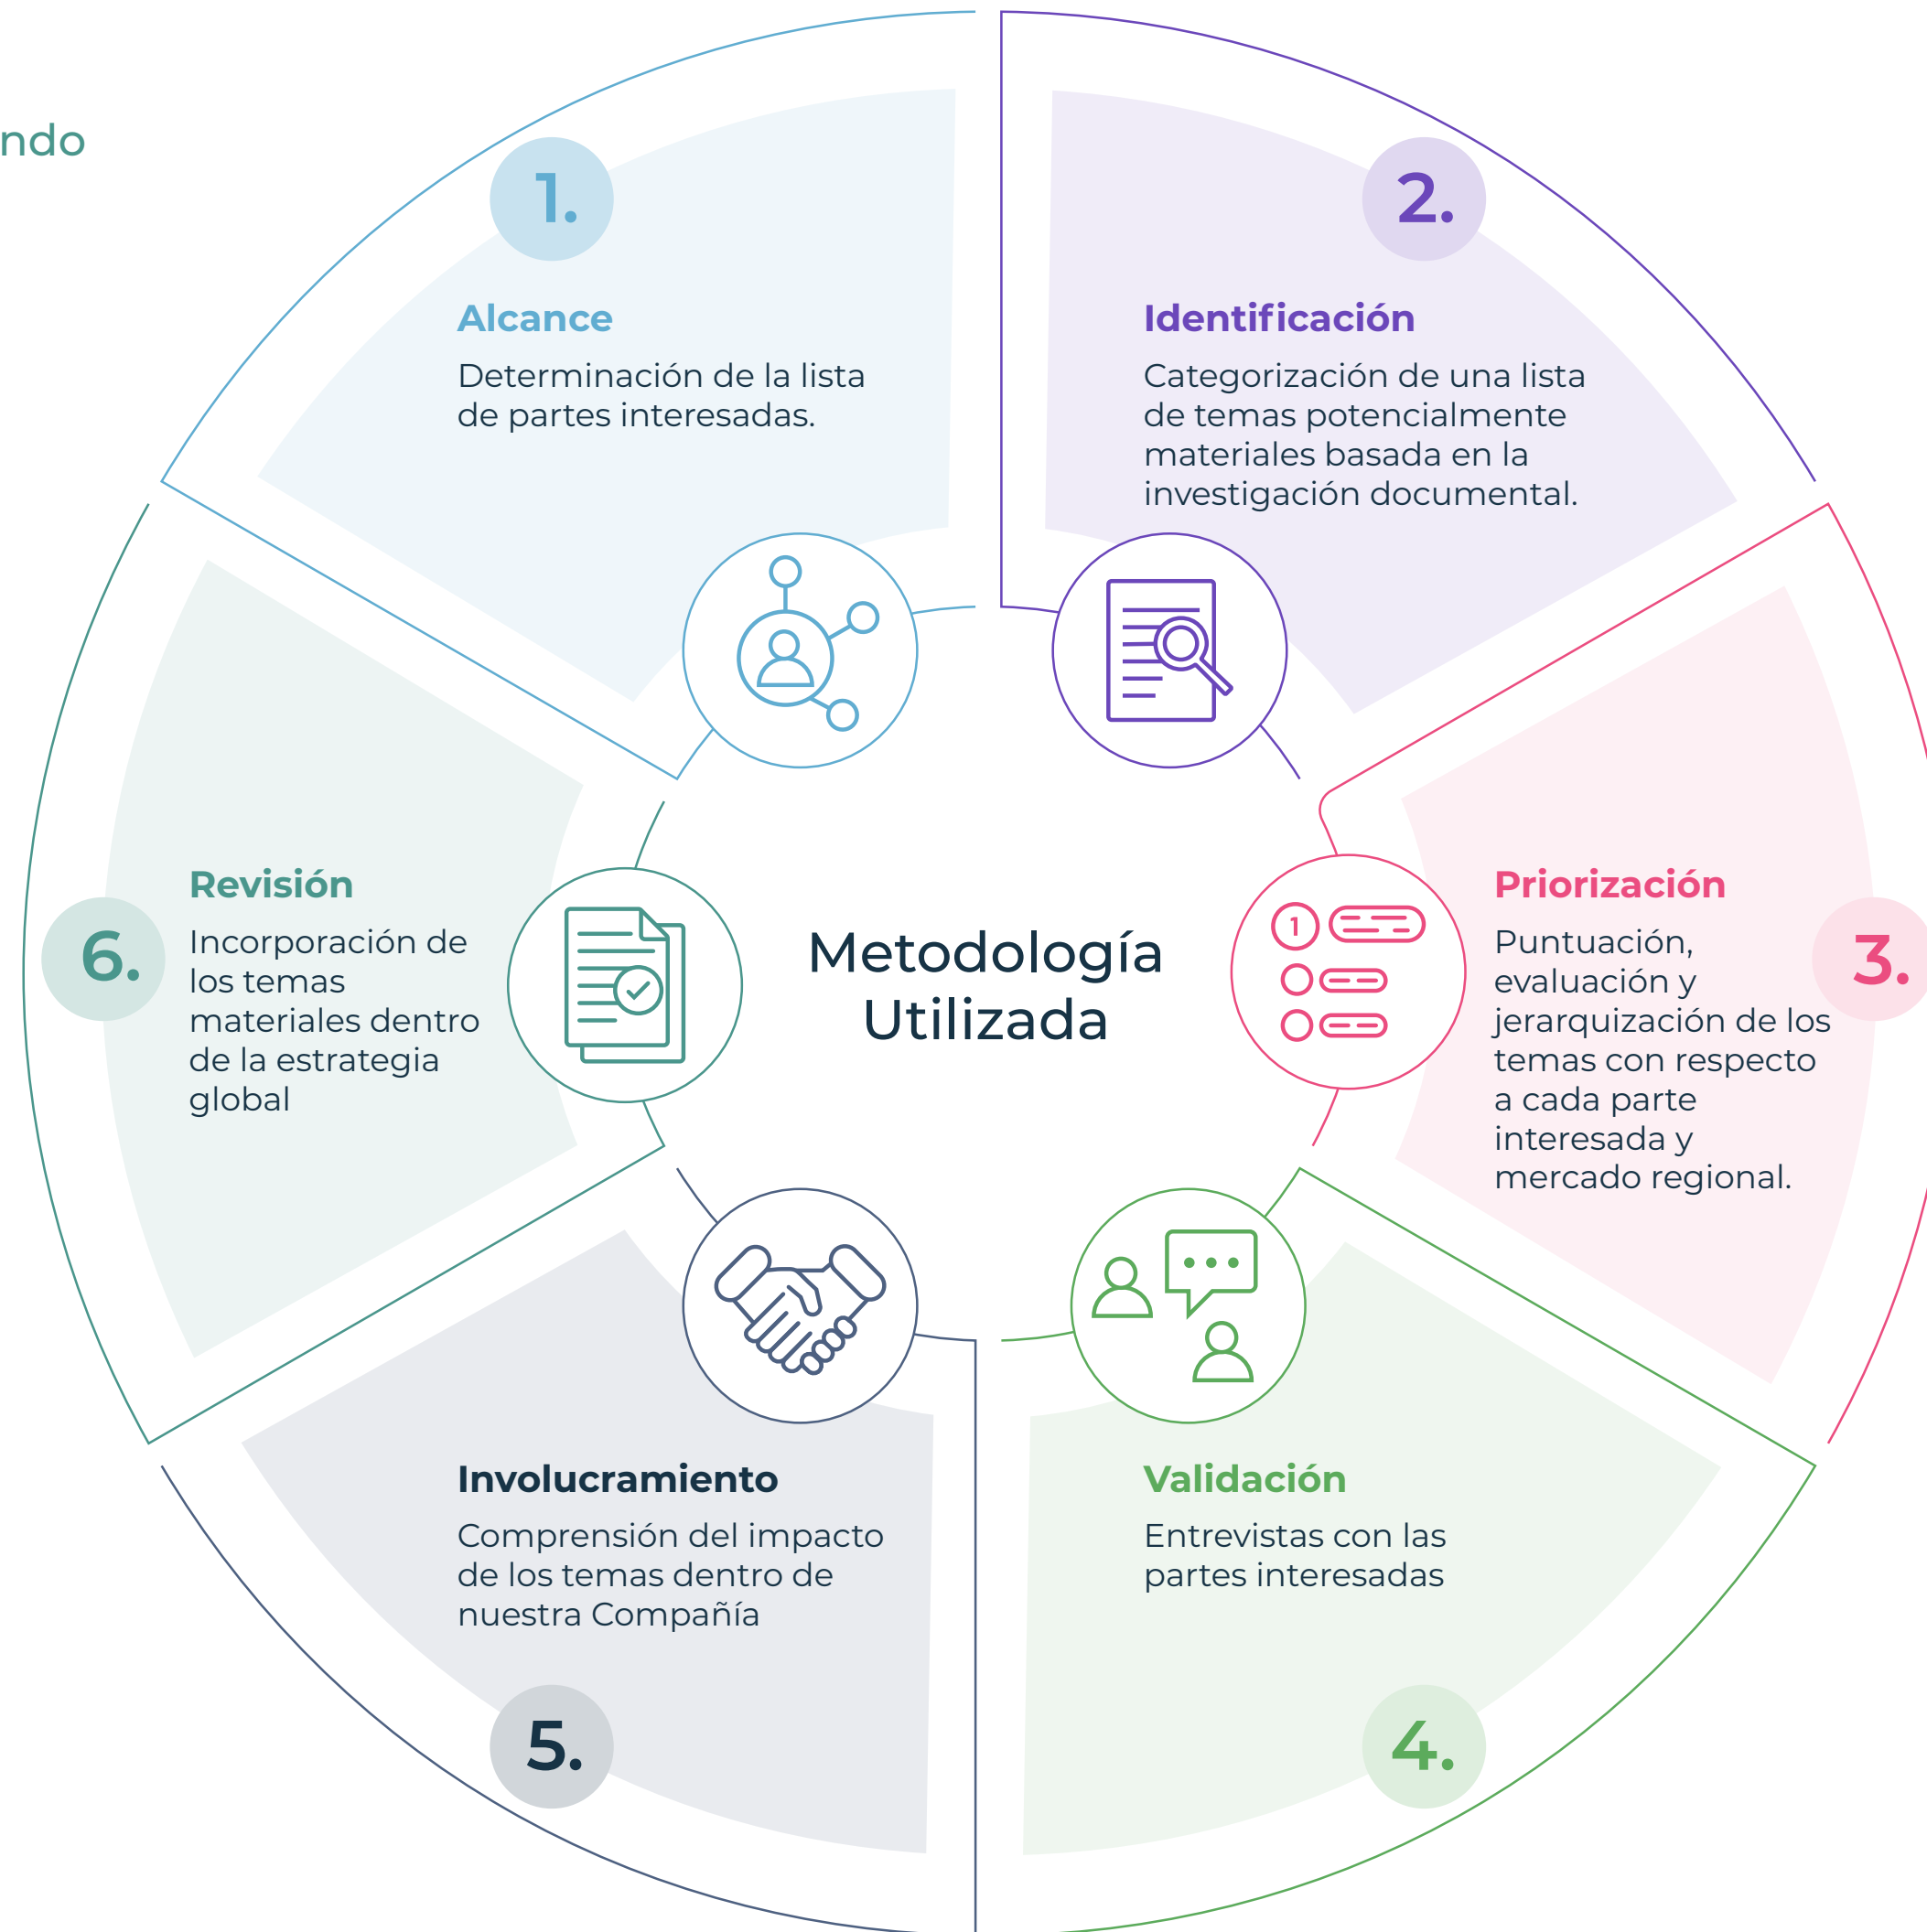 ndo
1.
Alcance
Determinación de la lista
de partes interesadas.
2.
Identificación
Categorización de una lista
de temas potencialmente
materiales basada en la
investigación documental.
3.
Priorización
Puntuación,
evaluación y
jerarquización de los
temas con respecto
a cada parte
interesada y
mercado regional.
1
4.
Validación
Entrevistas con las
partes interesadas
5.
Involucramiento
Comprensión del impacto
de los temas dentro de
nuestra Compañía
6.
Revisión
Incorporación de
los temas
materiales dentro
de la estrategia
global
Metodología
Utilizada